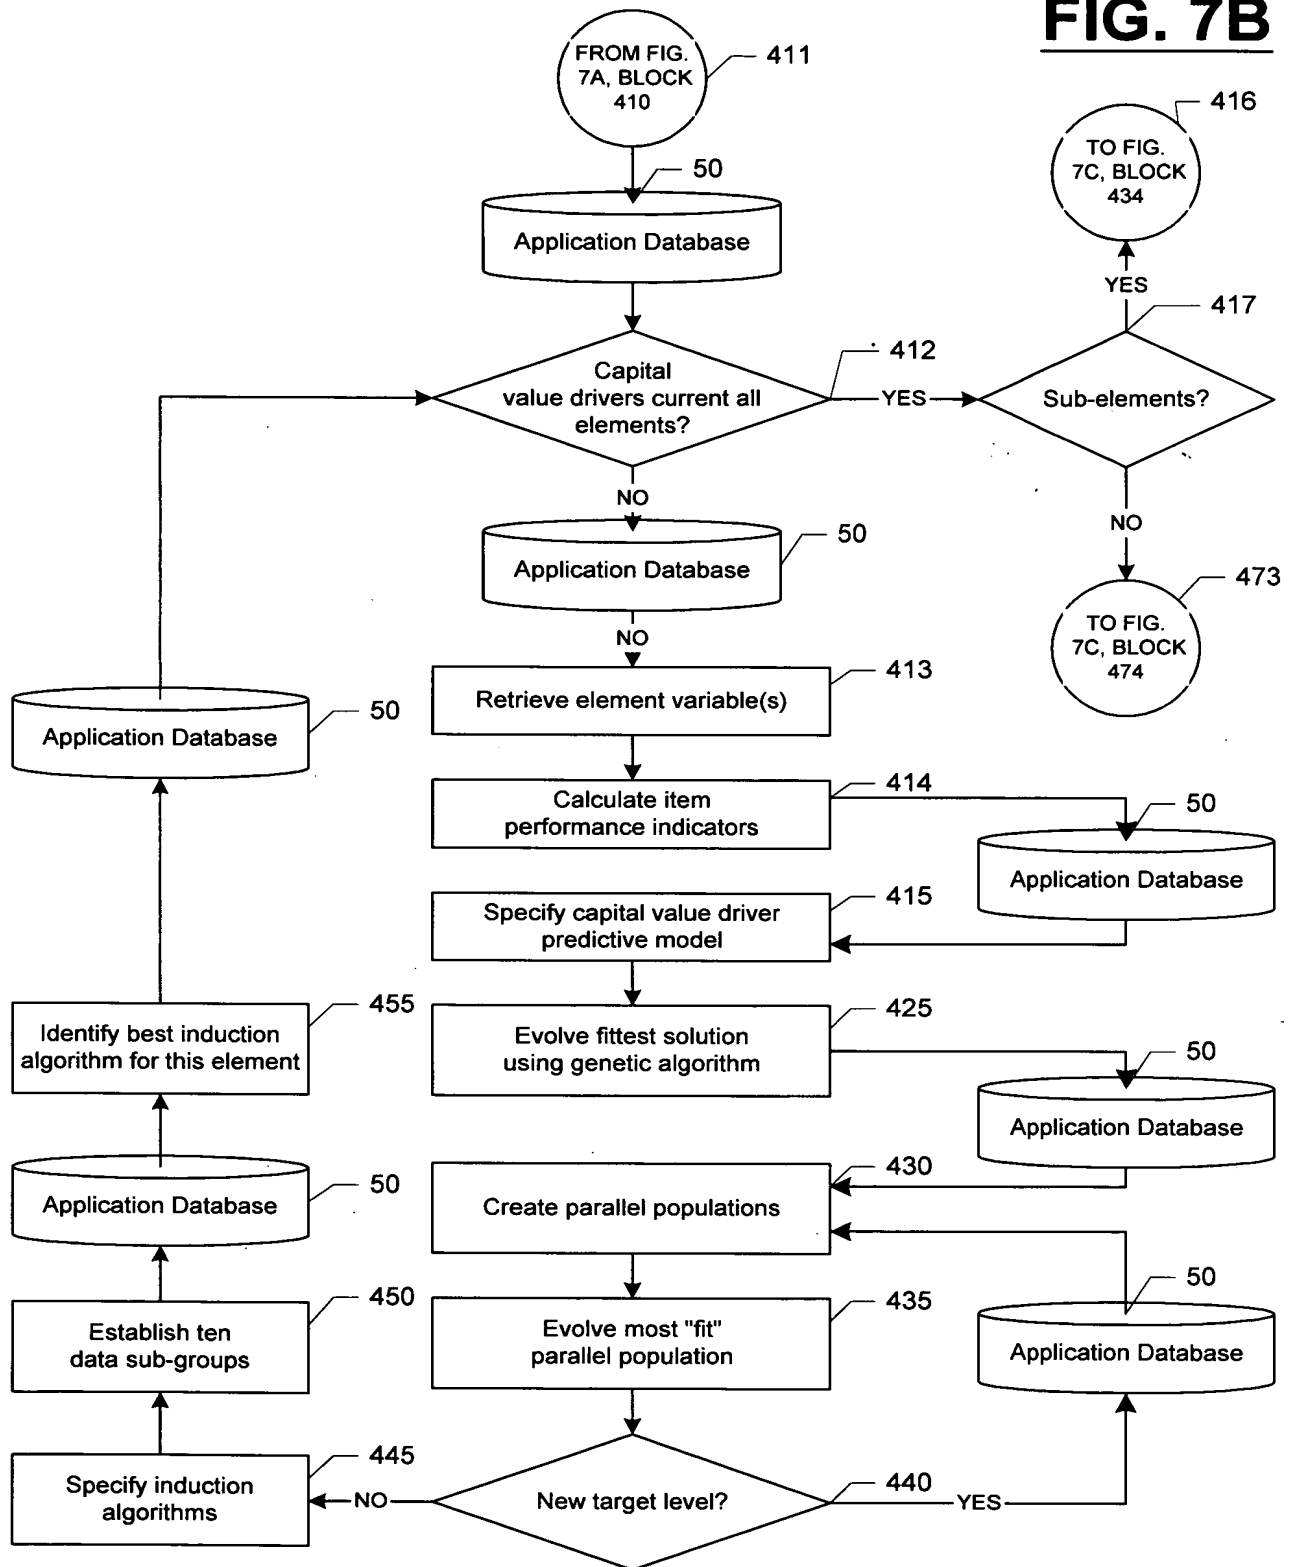 FIG. 7B
FROM FIG.
7A, BLOCK
410
411
50
Application Database
416
TO FIG.
7C, BLOCK
434
YES
417
Sub-elements?
412
Capital
value drivers current all
elements?
YES
NO
50
Application Database
NO
NO
473
TO FIG.
7C, BLOCK
474
413
Retrieve element variable(s)
50
Application Database
414
Calculate item
performance indicators
50
Application Database
415
Specify capital value driver
predictive model
455
Identify best induction
algorithm for this element
425
Evolve fittest solution
using genetic algorithm
50
Application Database
430
Create parallel populations
50
Application Database
50
Application Database
450
Establish ten
data sub-groups
435
Evolve most "fit"
parallel population
445
Specify induction
algorithms
NO
New target level?
440
YES